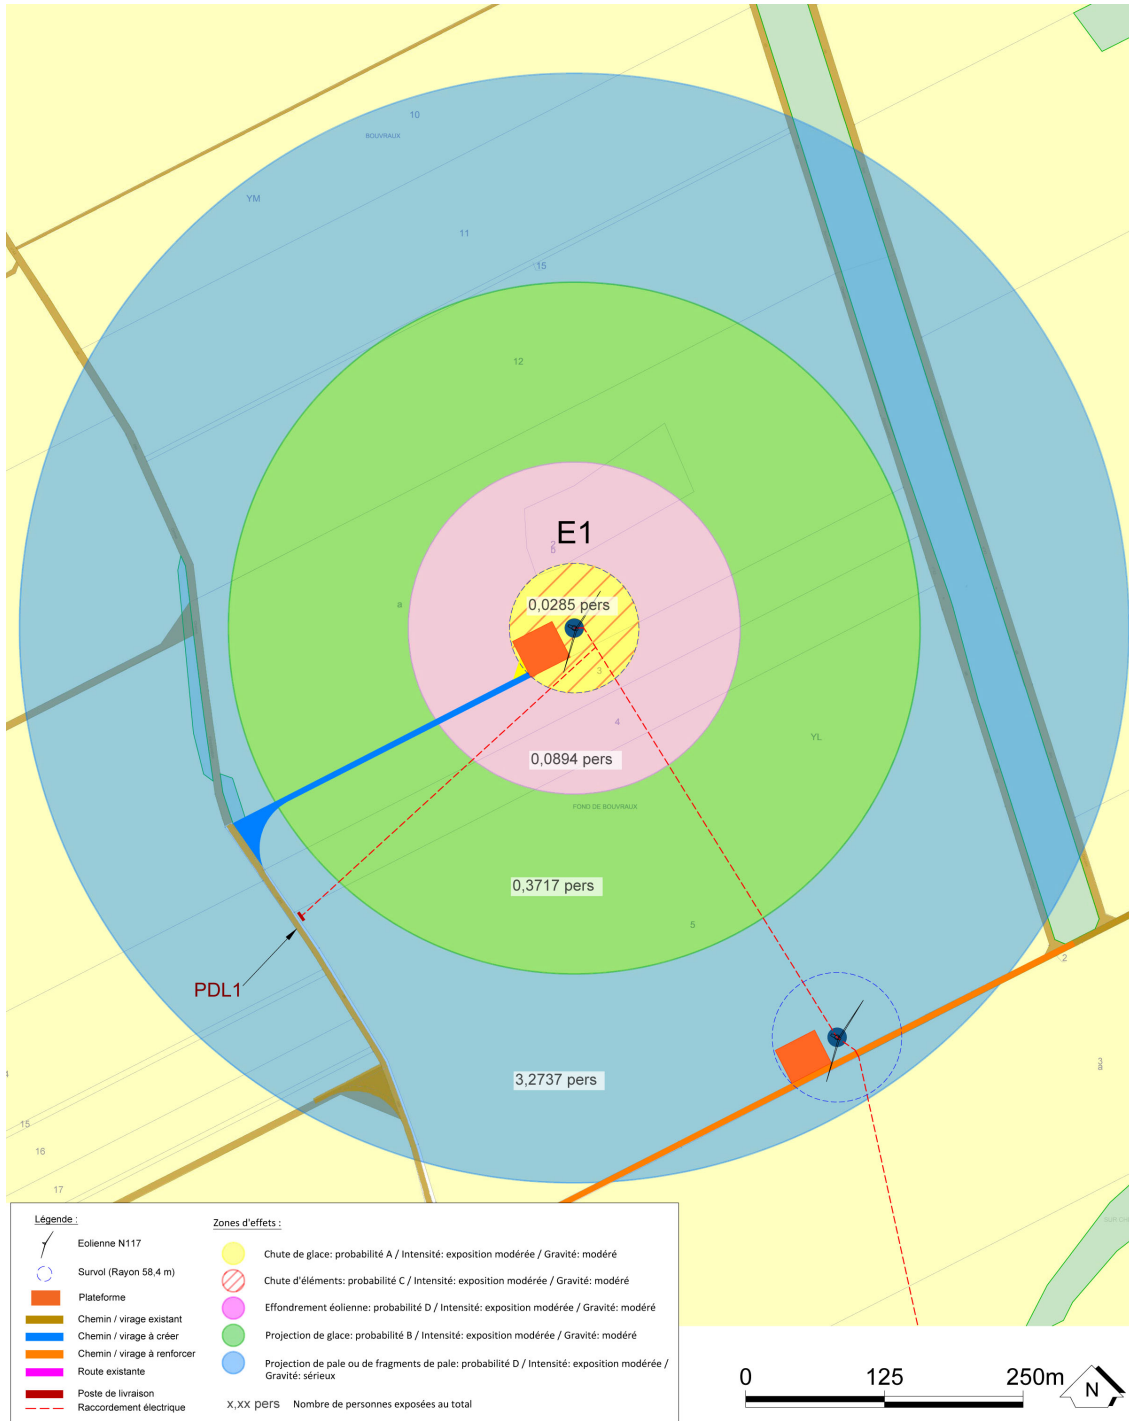 10
BOUVRAUX
YM
11
15
12
E1
2
5
0,0285 pers
a
3
4
YL
0,0894 pers
FOND DE BOUVRAUX
0,3717 pers
5
2
PDL1
3,2737 pers
4
15
16
17
Légende :
Eolienne N117
Survol (Rayon 58,4 m)
Plateforme
Chemin / virage existant
Chemin / virage à créer
Chemin / virage à renforcer
Route existante
Poste de livraison
Raccordement électrique
Zones d'effets :
Chute de glace: probabilité A / Intensité: exposition modérée / Gravité: modéré
Chute d'éléments: probabilité C / Intensité: exposition modérée / Gravité: modéré
Effondrement éolienne: probabilité D / Intensité: exposition modérée / Gravité: modéré
Projection de glace: probabilité B / Intensité: exposition modérée / Gravité: modéré
Projection de pale ou de fragments de pale: probabilité D / Intensité: exposition modérée /
Gravité: sérieux
x,xx pers Nombre de personnes exposées au total
0 125 250m
N